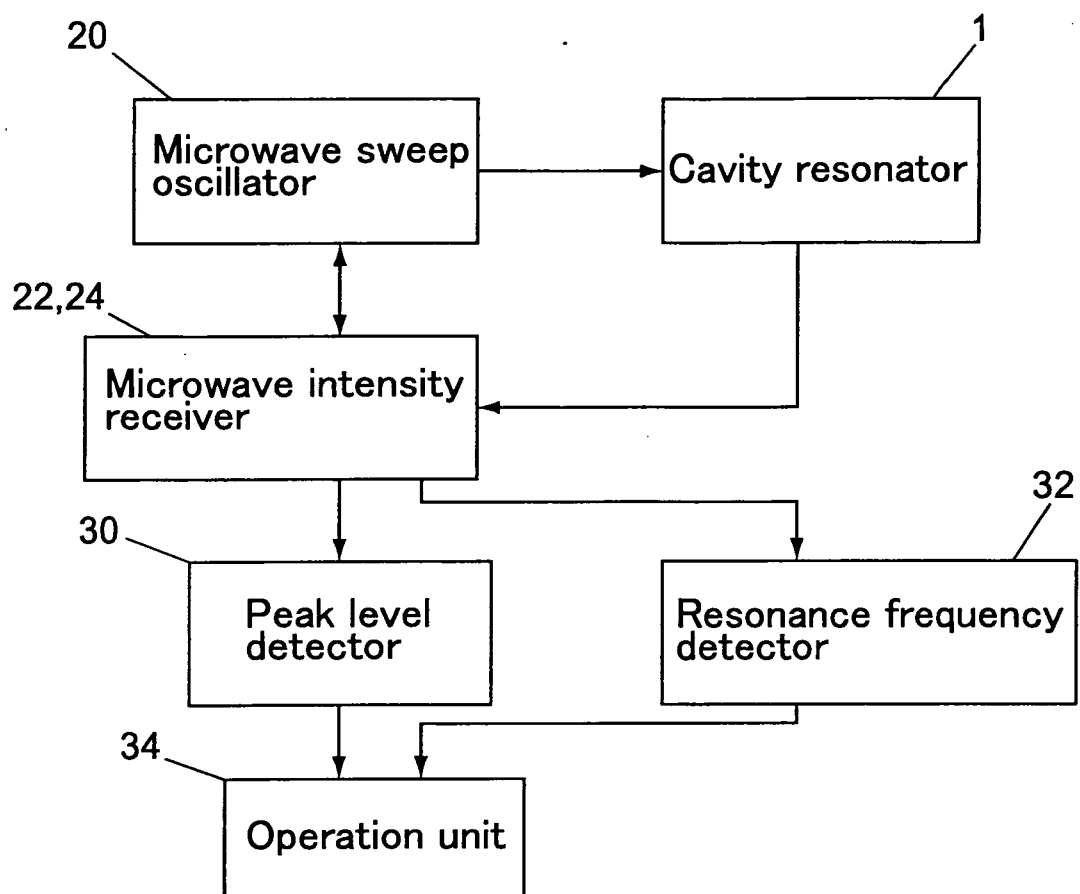 20
1
Microwave sweep
oscillator
Cavity resonator
22,24
Microwave intensity
receiver
30
32
Peak level
detector
Resonance frequency
detector
34
Operation unit